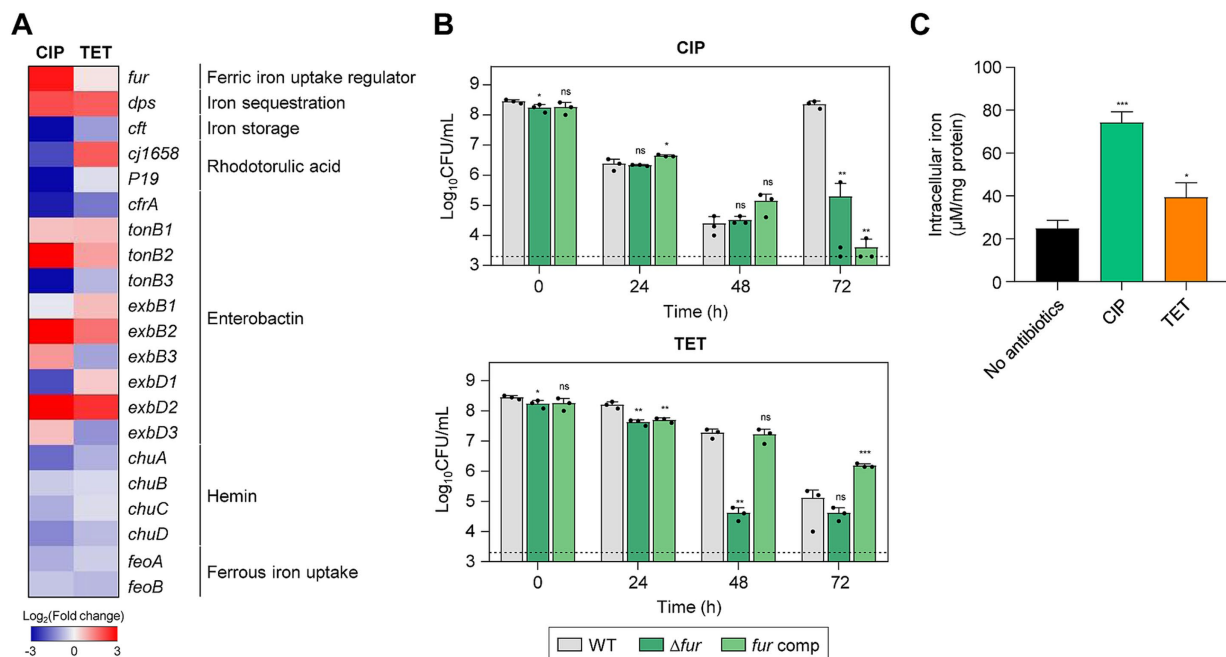 A
CIP TET
fur
dps
cft
cj1658
P19
cfrA
tonB1
tonB2
tonB3
exbB1
exbB2
exbB3
exbD1
exbD2
exbD3
chuA
chuB
chuC
chuD
feoA
feoB
Ferric iron uptake regulator
Iron sequestration
Iron storage
Rhodotorulic acid
Enterobactin
Hemin
Ferrous iron uptake
Log₂(Fold change)
-3 0 3
B
CIP
Log₁₀CFU/mL
9
8
7
6
5
4
3
* ns
ns *
ns ns
** **
0 24 48 72
Time (h)
TET
Log₁₀CFU/mL
9
8
7
6
5
4
3
* ns
** **
** ns
ns ***
0 24 48 72
Time (h)
WT Δfur fur comp
C
Intracellular iron
(μM/mg protein)
100
80
60
40
20
0
***
*
No antibiotics
CIP
TET